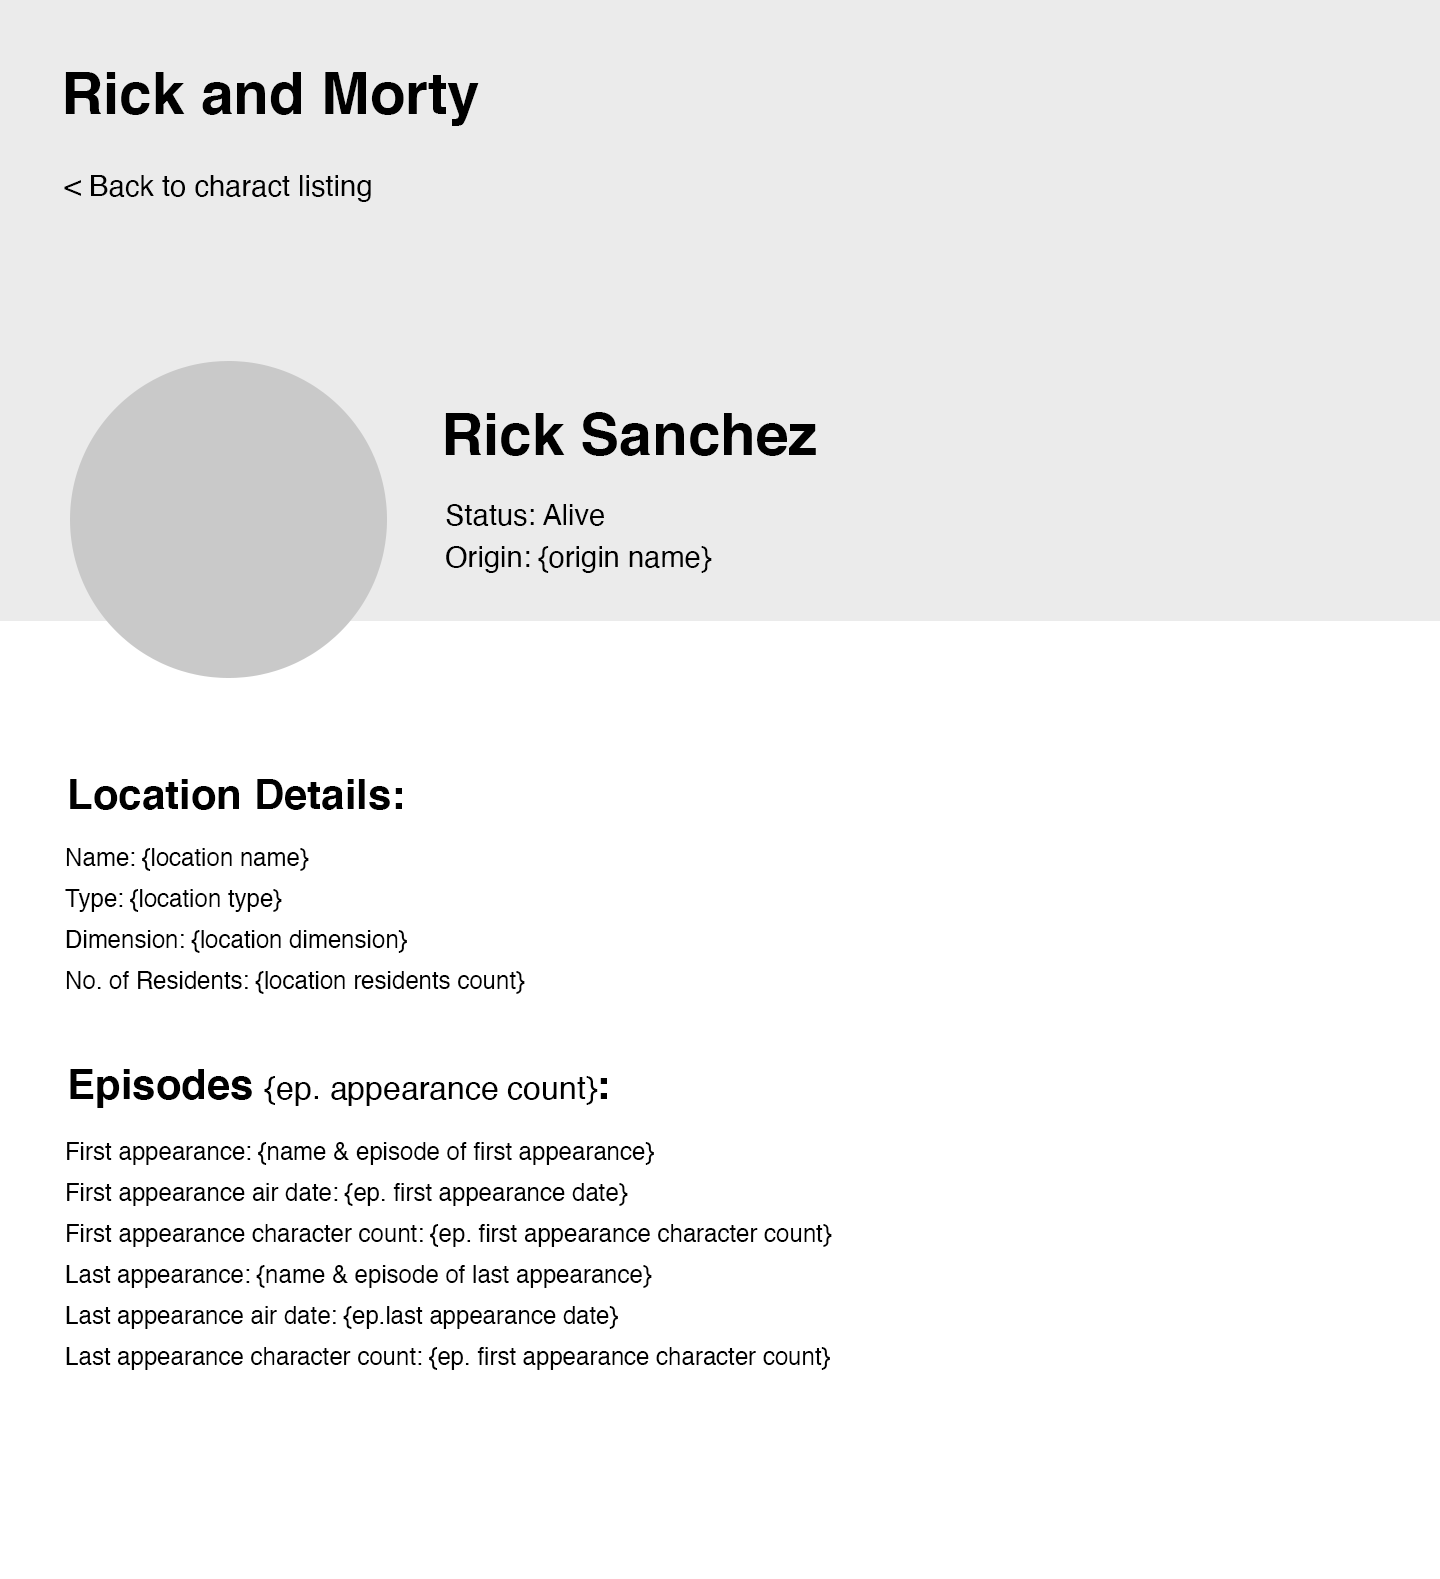 Rick and Morty
< Back to charact listing
Rick Sanchez
Status: Alive
Origin: {origin name}
Location Details:
Name: {location name}
Type: {location type}
Dimension: {location dimension}
No. of Residents: {location residents count}
Episodes {ep. appearance count}:
First appearance: {name & episode of first appearance}
First appearance air date: {ep. first appearance date}
First appearance character count: {ep. first appearance character count}
Last appearance: {name & episode of last appearance}
Last appearance air date: {ep.last appearance date}
Last appearance character count: {ep. first appearance character count}